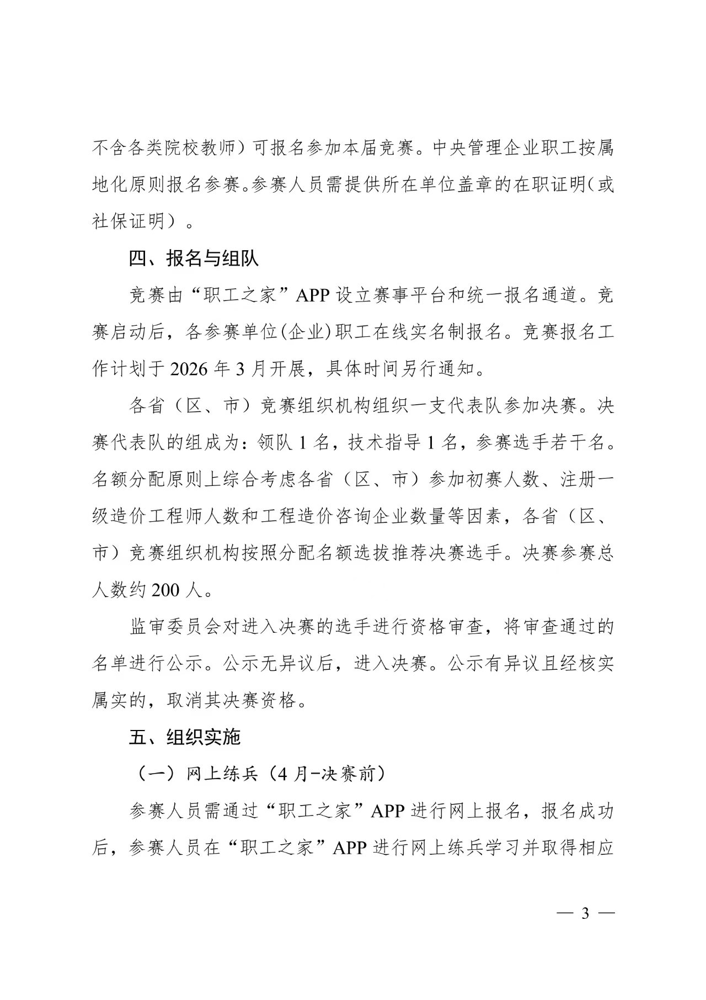 不含各类院校教师）可报名参加本届竞赛。中央管理企业职工按属
地化原则报名参赛。参赛人员需提供所在单位盖章的在职证明（或
社保证明）。
四、报名与组队
竞赛由“职工之家”APP 设立赛事平台和统一报名通道。竞
赛启动后，各参赛单位(企业)职工在线实名制报名。竞赛报名工
作计划于 2026 年 3 月开展，具体时间另行通知。
各省（区、市）竞赛组织机构组织一支代表队参加决赛。决
赛代表队的组成为：领队 1 名，技术指导 1 名，参赛选手若干名。
名额分配原则上综合考虑各省（区、市）参加初赛人数、注册一
级造价工程师人数和工程造价咨询企业数量等因素，各省（区、
市）竞赛组织机构按照分配名额选拔推荐决赛选手。决赛参赛总
人数约 200 人。
监审委员会对进入决赛的选手进行资格审查，将审查通过的
名单进行公示。公示无异议后，进入决赛。公示有异议且经核实
属实的，取消其决赛资格。
五、组织实施
（一）网上练兵（4 月-决赛前）
参赛人员需通过“职工之家”APP 进行网上报名，报名成功
后，参赛人员在“职工之家”APP 进行网上练兵学习并取得相应
— 3 —